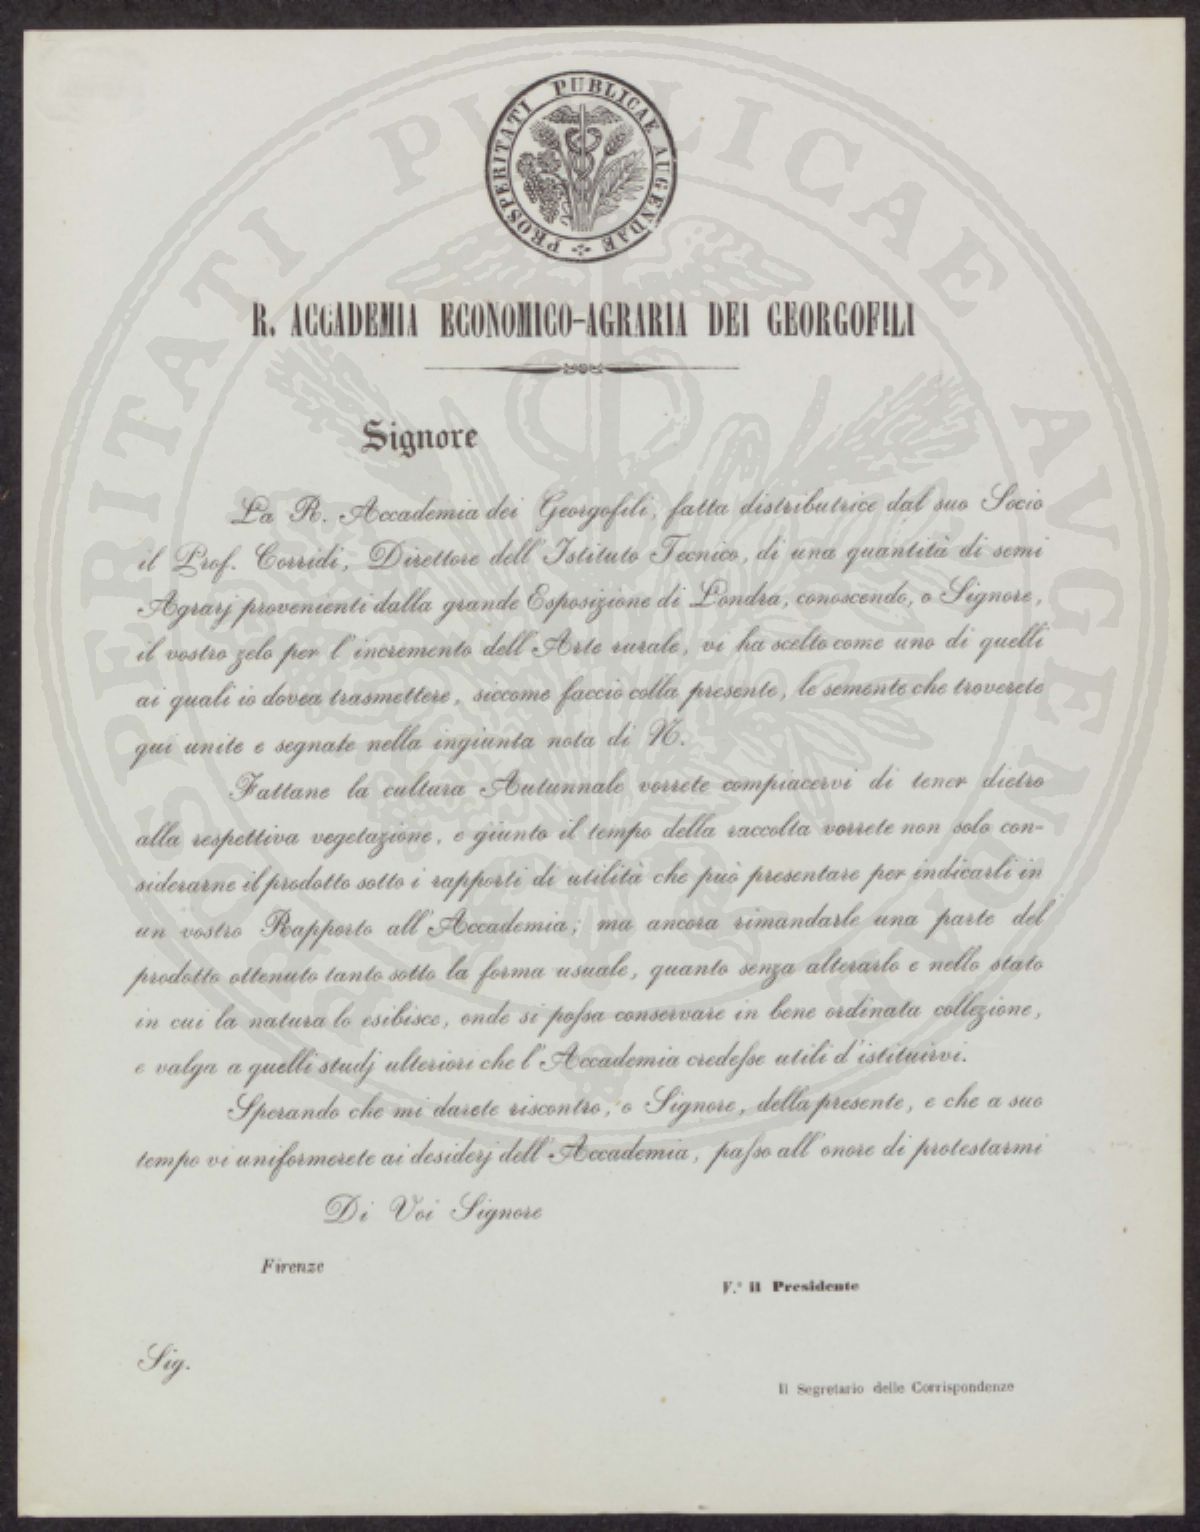 PROSPERITATI PUBLICAE AUGENDAE
R. ACCADEMIA ECONOMICO-AGRARIA DEI GEORGOFILI
Signore
La R. Accademia dei Georgofili, fatta distributrice dal suo Socio
il Prof. Corridi, Direttore dell'Istituto Tecnico, di una quantità di semi
Agrarj provenienti dalla grande Esposizione di Londra, conoscendo, o Signore,
il vostro zelo per l'incremento dell'Arte rurale, vi ha scelto come uno di quelli
ai quali io dovea trasmettere, siccome faccio colla presente, le semente che troverete
qui unite e segnate nella ingiunta nota di N.
Fattane la cultura Autunnale vorrete compiacervi di tener dietro
alla respettiva vegetazione, e giunto il tempo della raccolta vorrete non solo con-
siderarne il prodotto sotto i rapporti di utilità che può presentare per indicarli in
un vostro Rapporto all'Accademia; ma ancora rimandarle una parte del
prodotto ottenuto tanto sotto la forma usuale, quanto senza alterarlo e nello stato
in cui la natura lo esibisce, onde si poſsa conservare in bene ordinata collezione,
e valga a quelli studj ulteriori che l'Accademia credeſse utili d'istituirvi.
Sperando che mi darete riscontro, o Signore, della presente, e che a suo
tempo vi uniformerete ai desiderj dell'Accademia, paſso all'onore di protestarmi
Di Voi Signore
Firenze
V.° il Presidente
Sig.
Il Segretario delle Corrispondenze
PROSPERITATI PUBLICAE AVGENDAE